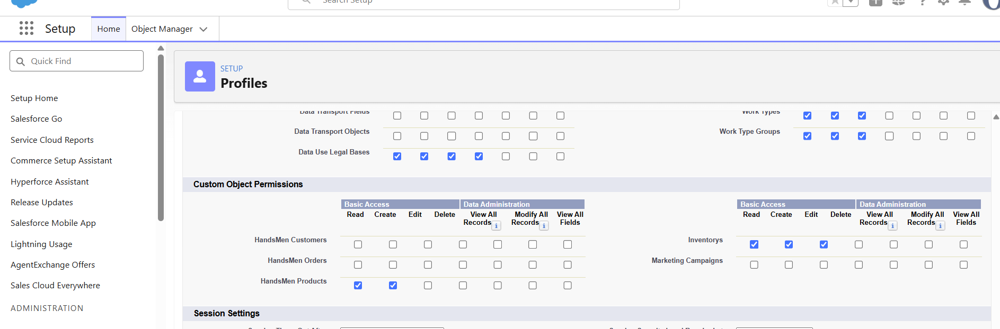 Search Setup
Setup
Home
Object Manager
Quick Find
Setup Home
Salesforce Go
Service Cloud Reports
Commerce Setup Assistant
Hyperforce Assistant
Release Updates
Salesforce Mobile App
Lightning Usage
AgentExchange Offers
Sales Cloud Everywhere
ADMINISTRATION
SETUP
Profiles
Data Transport Fields
Work Types
Data Transport Objects
Work Type Groups
Data Use Legal Bases
Custom Object Permissions
Basic Access Data Administration
Read Create Edit Delete View All Records i Modify All Records i View All Fields
HandsMen Customers
HandsMen Orders
HandsMen Products
Basic Access Data Administration
Read Create Edit Delete View All Records i Modify All Records i View All Fields
Inventorys
Marketing Campaigns
Session Settings